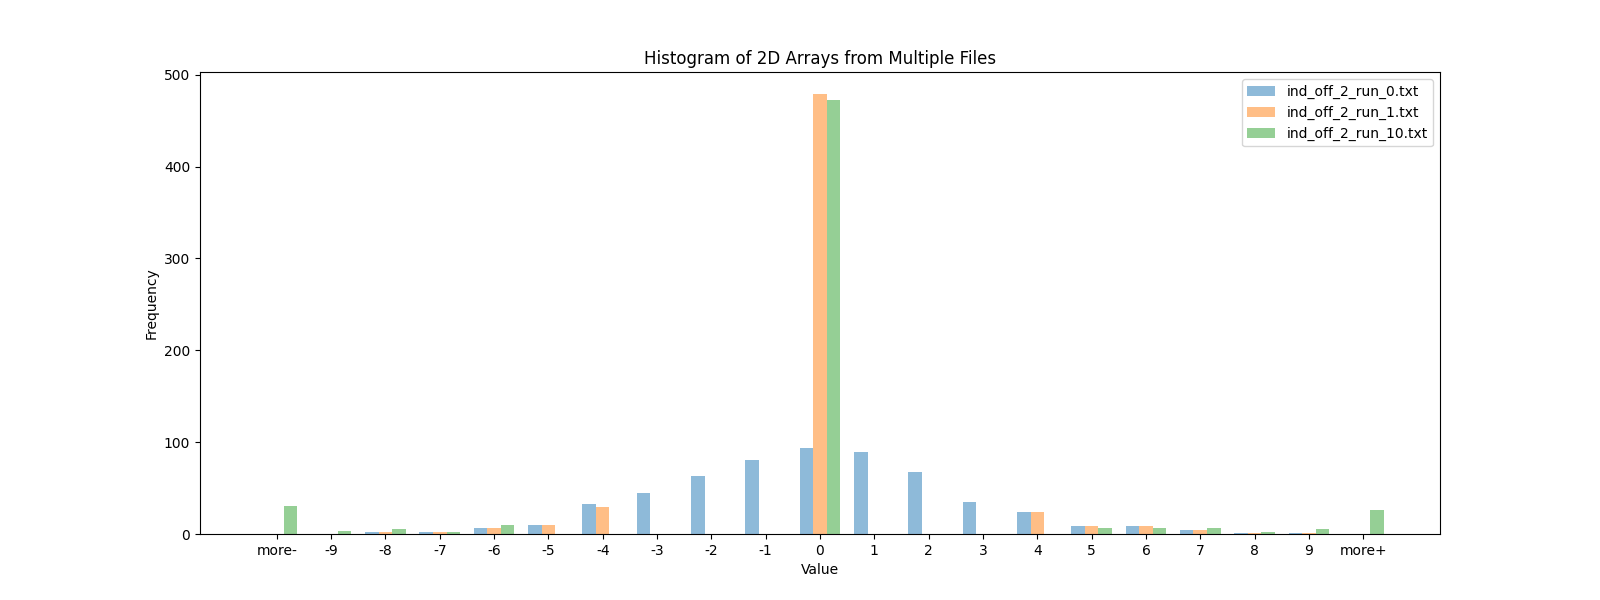 Histogram of 2D Arrays from Multiple Files
500
400
300
200
100
0
Frequency
ind_off_2_run_0.txt
ind_off_2_run_1.txt
ind_off_2_run_10.txt
more- -9 -8 -7 -6 -5 -4 -3 -2 -1 0 1 2 3 4 5 6 7 8 9 more+
Value